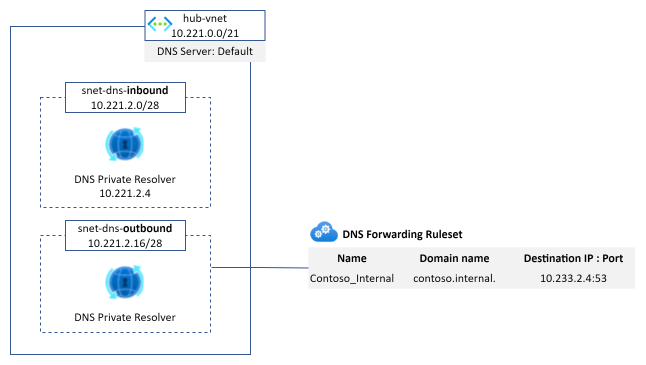 hub-vnet
10.221.0.0/21
DNS Server: Default
snet-dns-inbound
10.221.2.0/28
DNS Private Resolver
10.221.2.4
snet-dns-outbound
10.221.2.16/28
DNS Private Resolver
DNS Forwarding Ruleset
Name Domain name Destination IP : Port
Contoso_Internal contoso.internal. 10.233.2.4:53